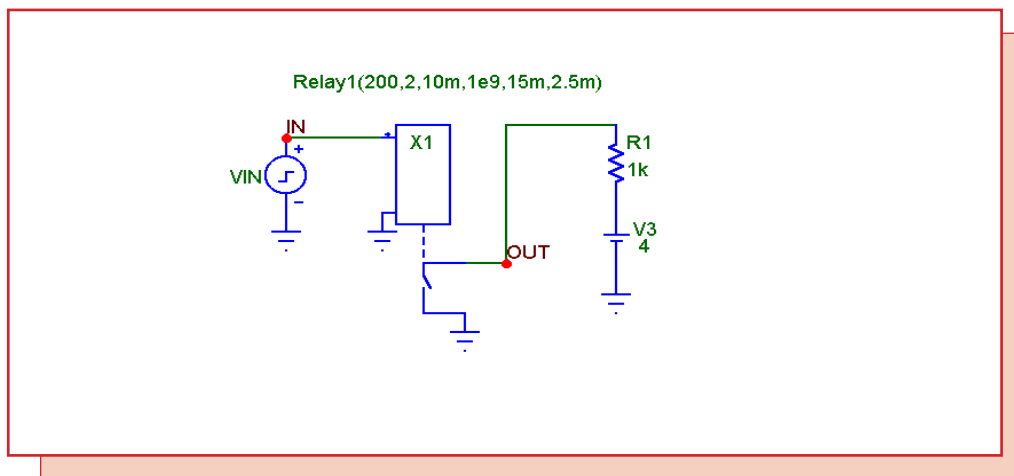 Relay1(200,2,10m,1e9,15m,2.5m)
IN
X1
R1
1k
VIN
V3
4
OUT